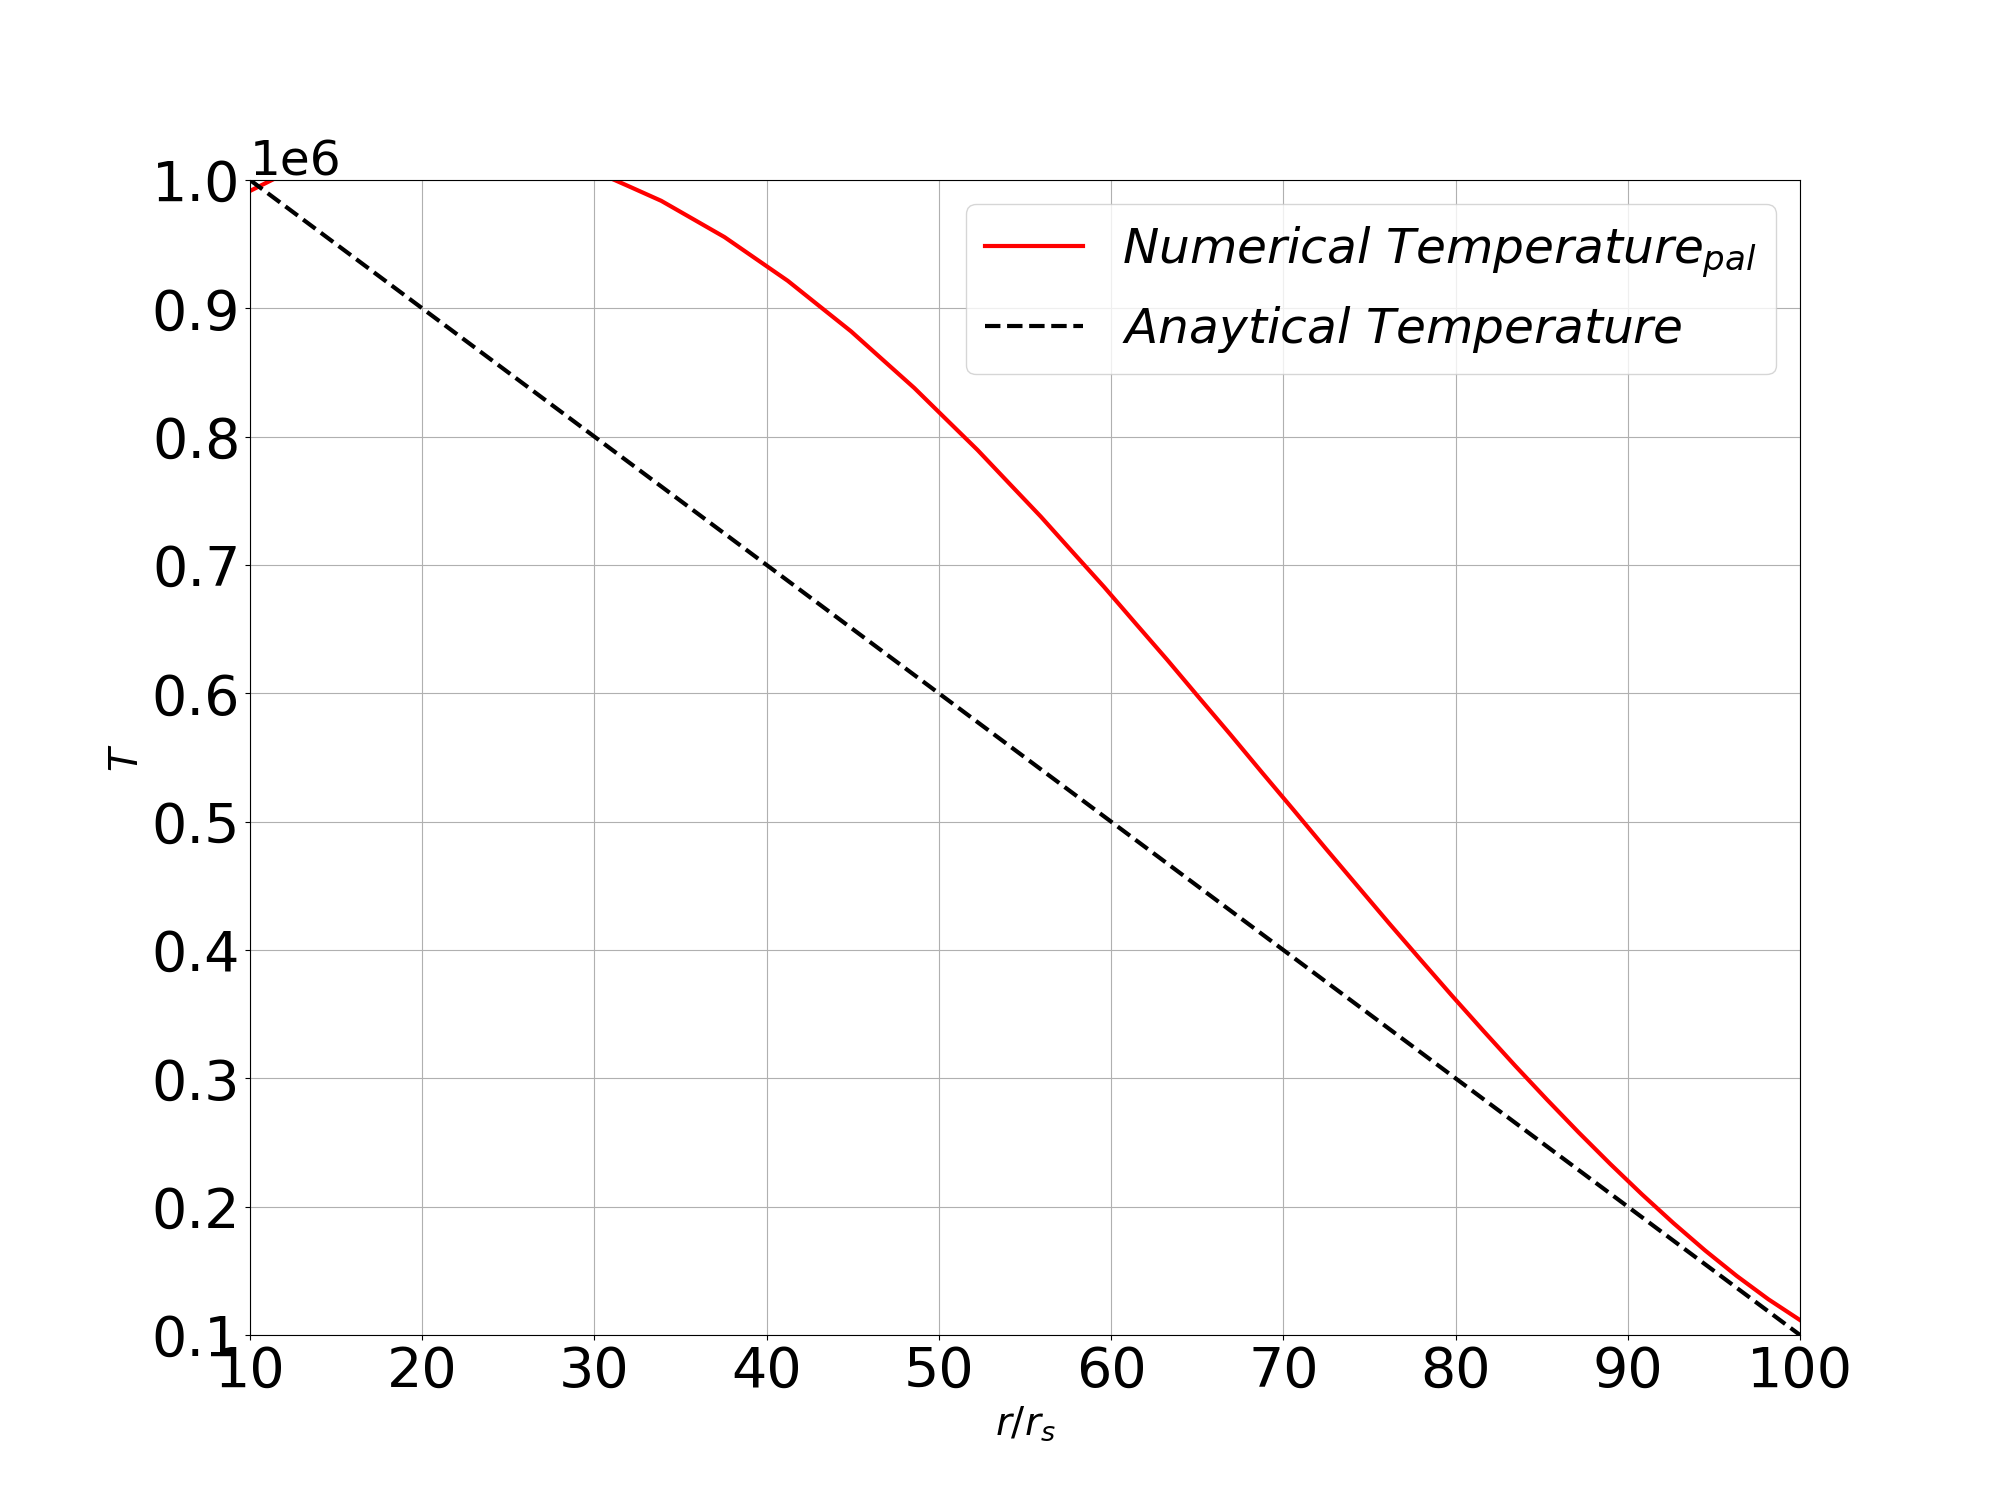 1e6
1.0
0.9
0.8
0.7
0.6
0.5
0.4
0.3
0.2
0.1
T
10 20 30 40 50 60 70 80 90 100
r/r_s
Numerical Temperature_pal
Anaytical Temperature